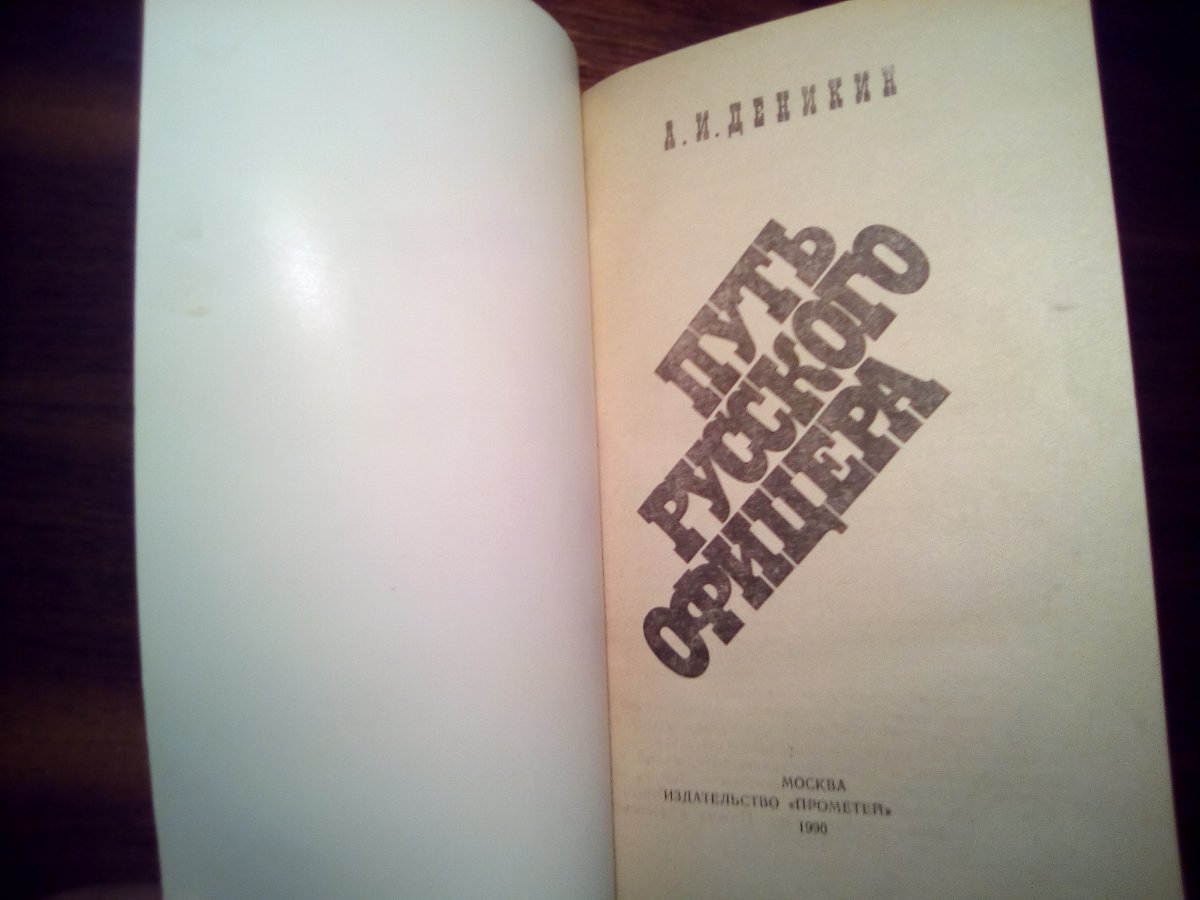 А. И. ДЕНИКИН
ПУТЬ
РУССКОГО
ОФИЦЕРА
МОСКВА
ИЗДАТЕЛЬСТВО «ПРОМЕТЕЙ»
1990